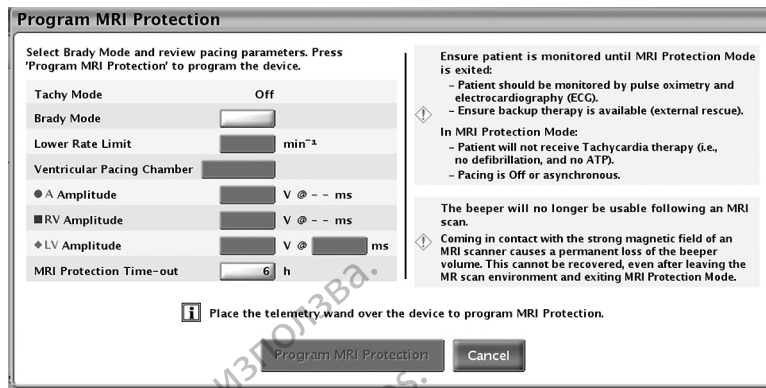 Program MRI Protection
Select Brady Mode and review pacing parameters. Press
'Program MRI Protection' to program the device.
Tachy Mode Off
Brady Mode
Lower Rate Limit min⁻¹
Ventricular Pacing Chamber
A Amplitude V @ – – ms
RV Amplitude V @ – – ms
LV Amplitude V @ ms
MRI Protection Time-out 6 h
Ensure patient is monitored until MRI Protection Mode
is exited:
– Patient should be monitored by pulse oximetry and
electrocardiography (ECG).
– Ensure backup therapy is available (external rescue).
In MRI Protection Mode:
– Patient will not receive Tachycardia therapy (i.e.,
no defibrillation, and no ATP).
– Pacing is Off or asynchronous.
The beeper will no longer be usable following an MRI
scan.
Coming in contact with the strong magnetic field of an
MRI scanner causes a permanent loss of the beeper
volume. This cannot be recovered, even after leaving the
MR scan environment and exiting MRI Protection Mode.
Place the telemetry wand over the device to program MRI Protection.
Program MRI Protection Cancel
използва.